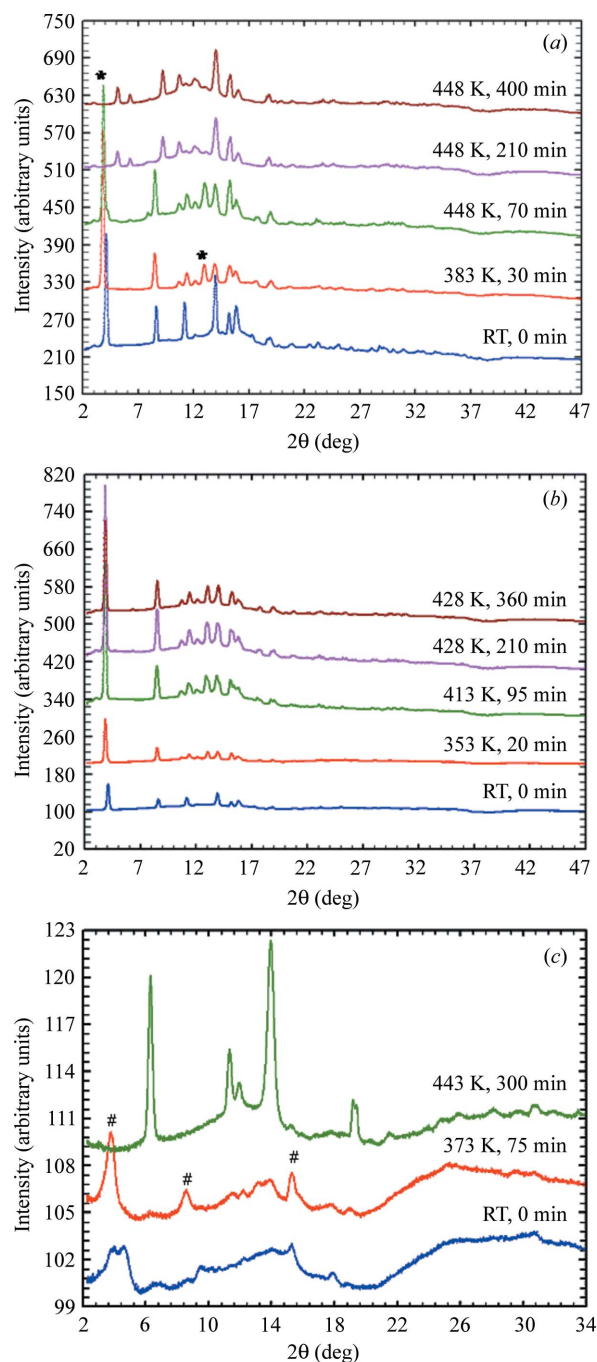 750
(a)
690
*
448 K, 400 min
630
570
448 K, 210 min
510
450
448 K, 70 min
390
*
383 K, 30 min
330
270
RT, 0 min
210
150
2 7 12 17 22 27 32 37 42 47
2θ (deg)
Intensity (arbitrary units)
820
(b)
740
660
580
428 K, 360 min
500
428 K, 210 min
420
413 K, 95 min
340
260
353 K, 20 min
180
RT, 0 min
100
20
2 7 12 17 22 27 32 37 42 47
2θ (deg)
Intensity (arbitrary units)
123
(c)
120
117
114
443 K, 300 min
111
#
373 K, 75 min
108
# #
105
RT, 0 min
102
99
2 6 10 14 18 22 26 30 34
2θ (deg)
Intensity (arbitrary units)